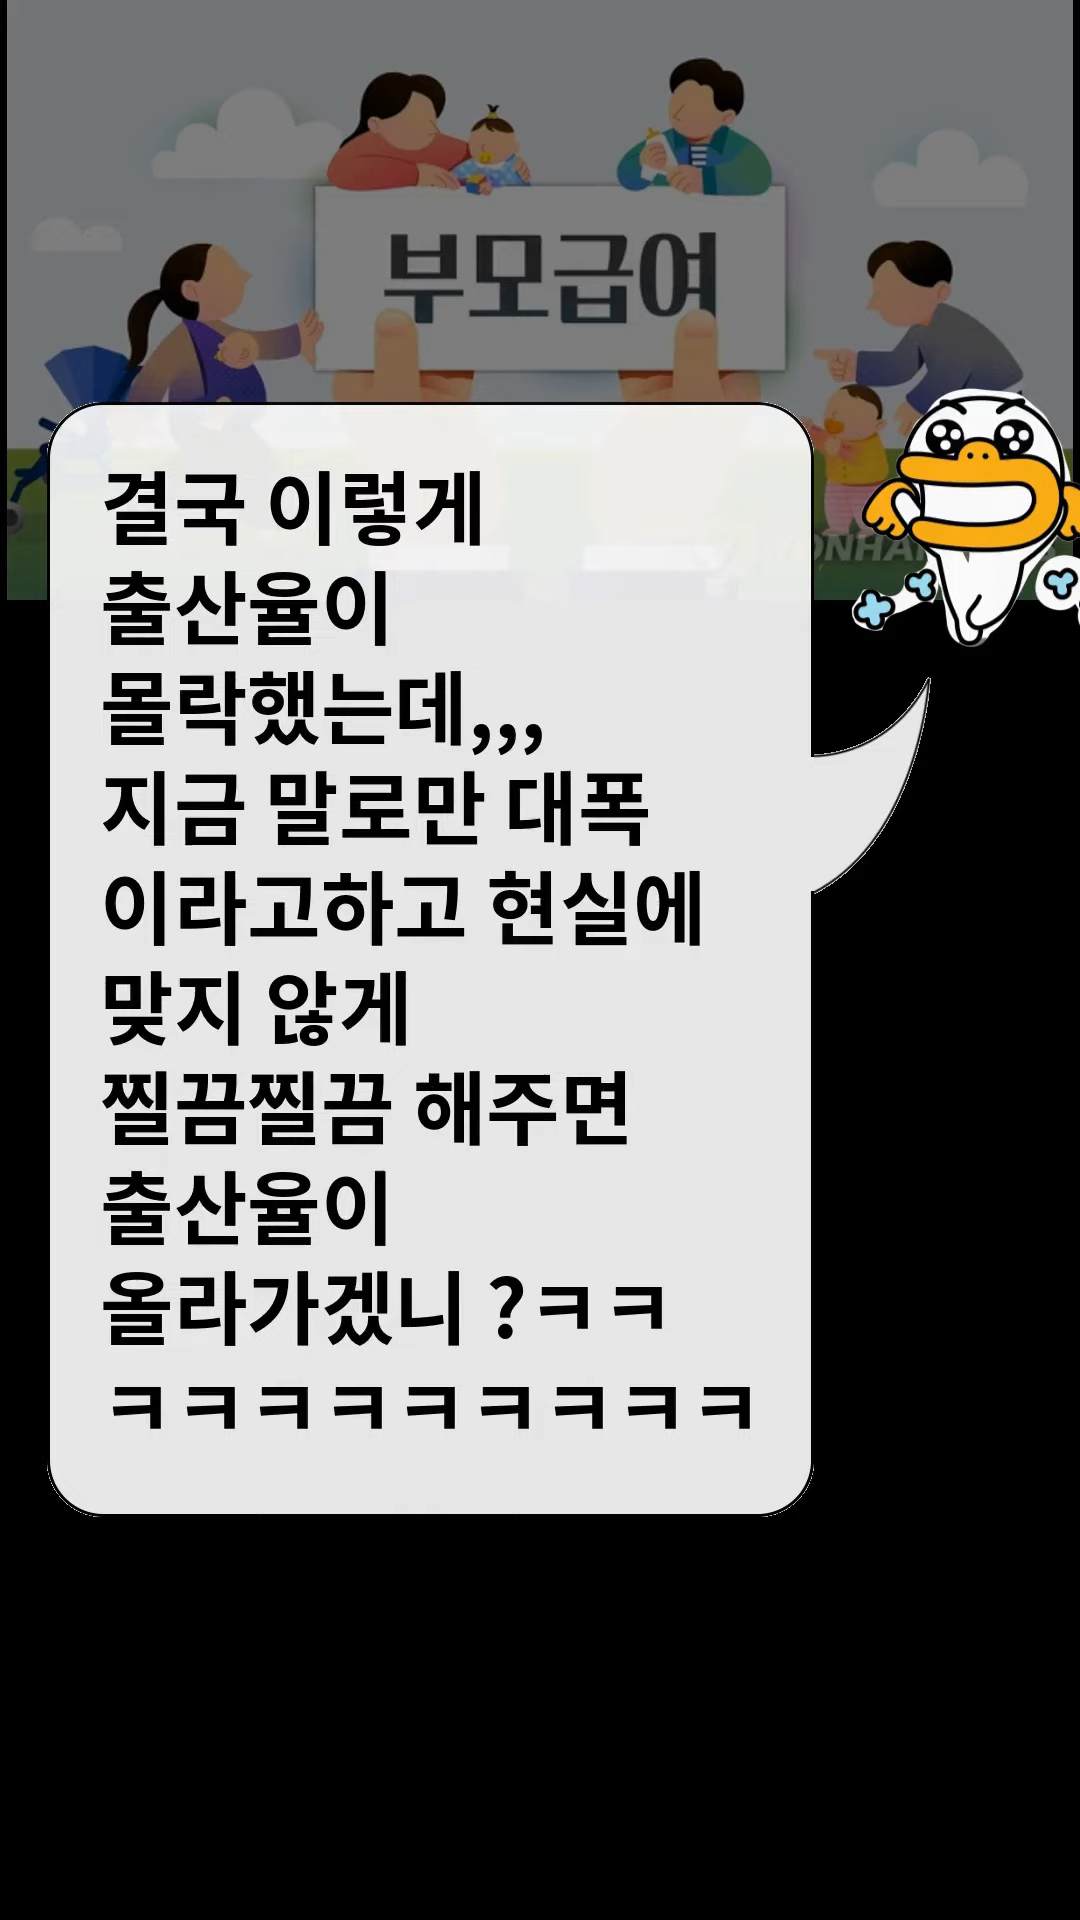 부모급여
결국 이렇게
출산율이
몰락했는데,,,
지금 말로만 대폭
이라고하고 현실에
맞지 않게
찔끔찔끔 해주면
출산율이
올라가겠니 ?ㅋㅋ
ㅋㅋㅋㅋㅋㅋㅋㅋㅋ